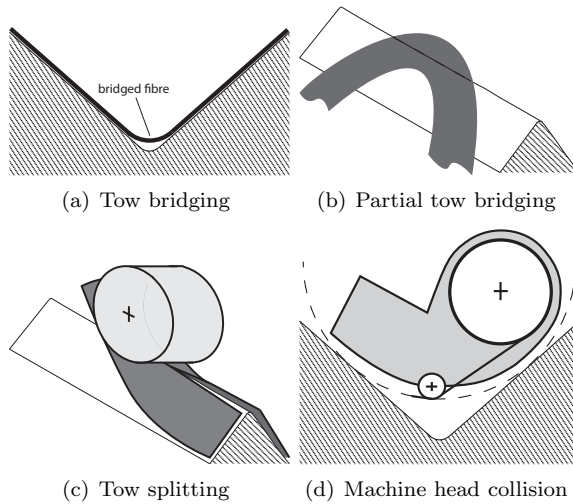 bridged fibre
(a) Tow bridging
(b) Partial tow bridging
(c) Tow splitting
(d) Machine head collision